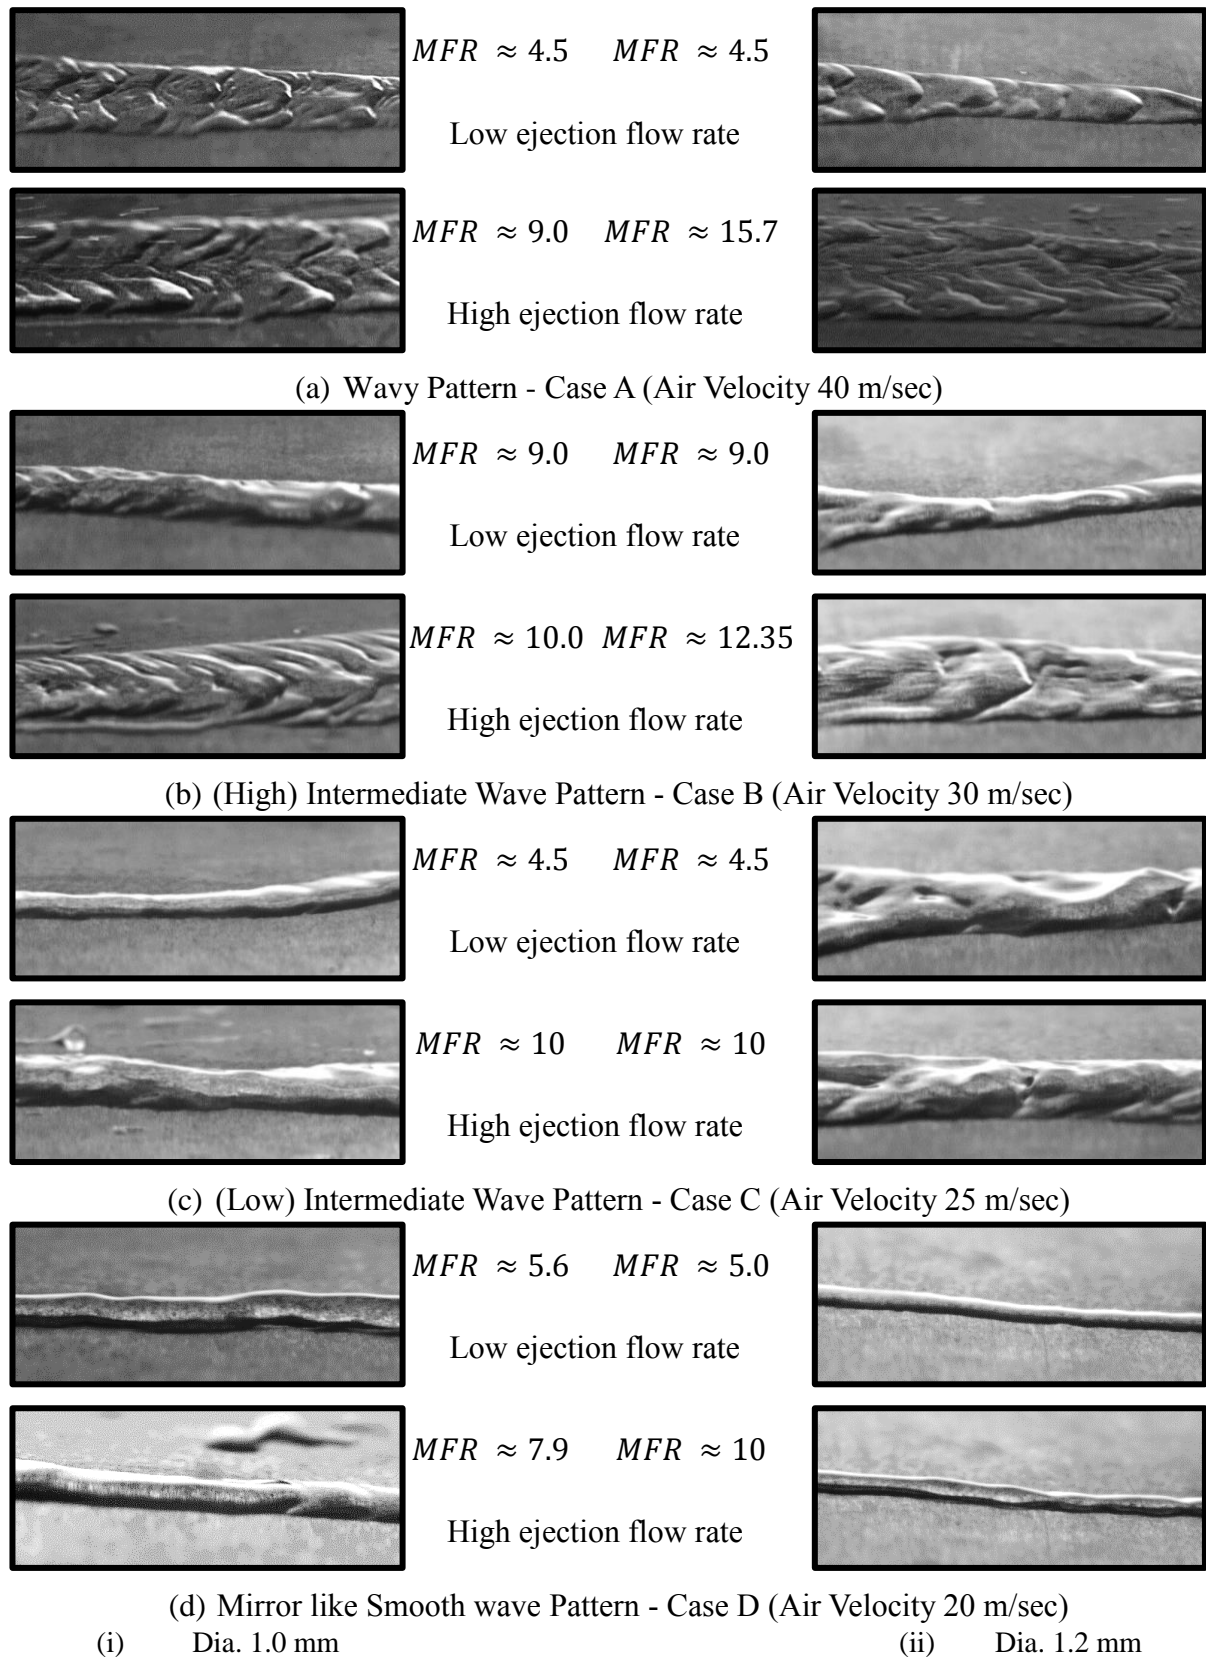 MFR ≈ 4.5 MFR ≈ 4.5
Low ejection flow rate
MFR ≈ 9.0 MFR ≈ 15.7
High ejection flow rate
(a) Wavy Pattern - Case A (Air Velocity 40 m/sec)
MFR ≈ 9.0 MFR ≈ 9.0
Low ejection flow rate
MFR ≈ 10.0 MFR ≈ 12.35
High ejection flow rate
(b) (High) Intermediate Wave Pattern - Case B (Air Velocity 30 m/sec)
MFR ≈ 4.5 MFR ≈ 4.5
Low ejection flow rate
MFR ≈ 10 MFR ≈ 10
High ejection flow rate
(c) (Low) Intermediate Wave Pattern - Case C (Air Velocity 25 m/sec)
MFR ≈ 5.6 MFR ≈ 5.0
Low ejection flow rate
MFR ≈ 7.9 MFR ≈ 10
High ejection flow rate
(d) Mirror like Smooth wave Pattern - Case D (Air Velocity 20 m/sec)
(i) Dia. 1.0 mm (ii) Dia. 1.2 mm